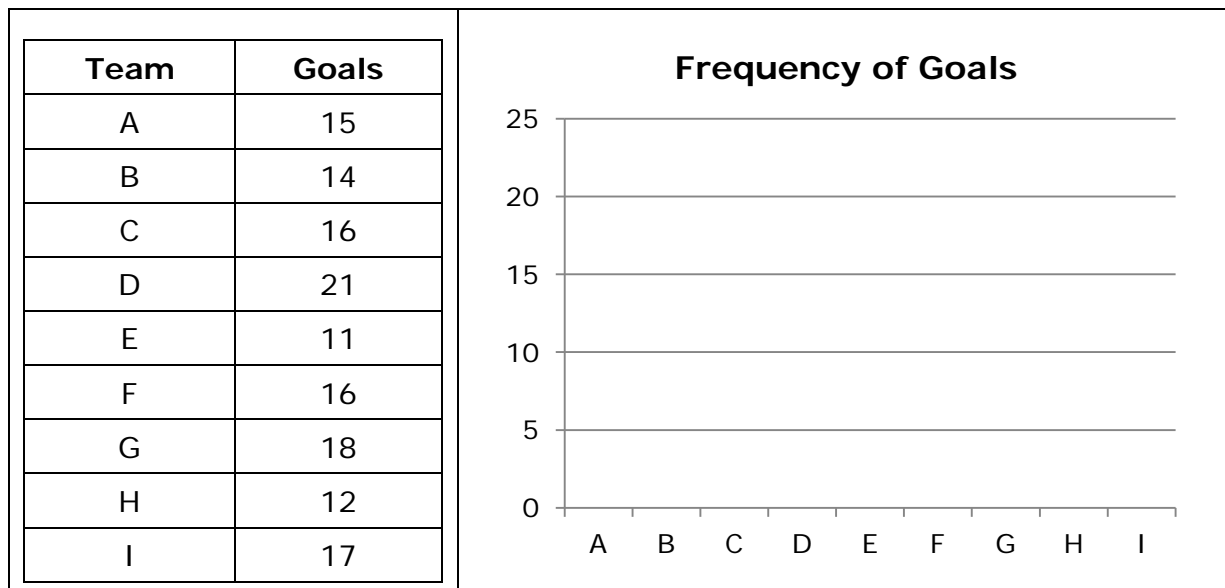 Team Goals
A 15
B 14
C 16
D 21
E 11
F 16
G 18
H 12
I 17
Frequency of Goals
25
20
15
10
5
0
A B C D E F G H I